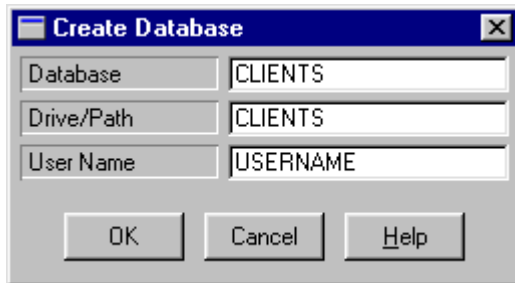 Create Database
Database CLIENTS
Drive/Path CLIENTS
User Name USERNAME
OK Cancel Help